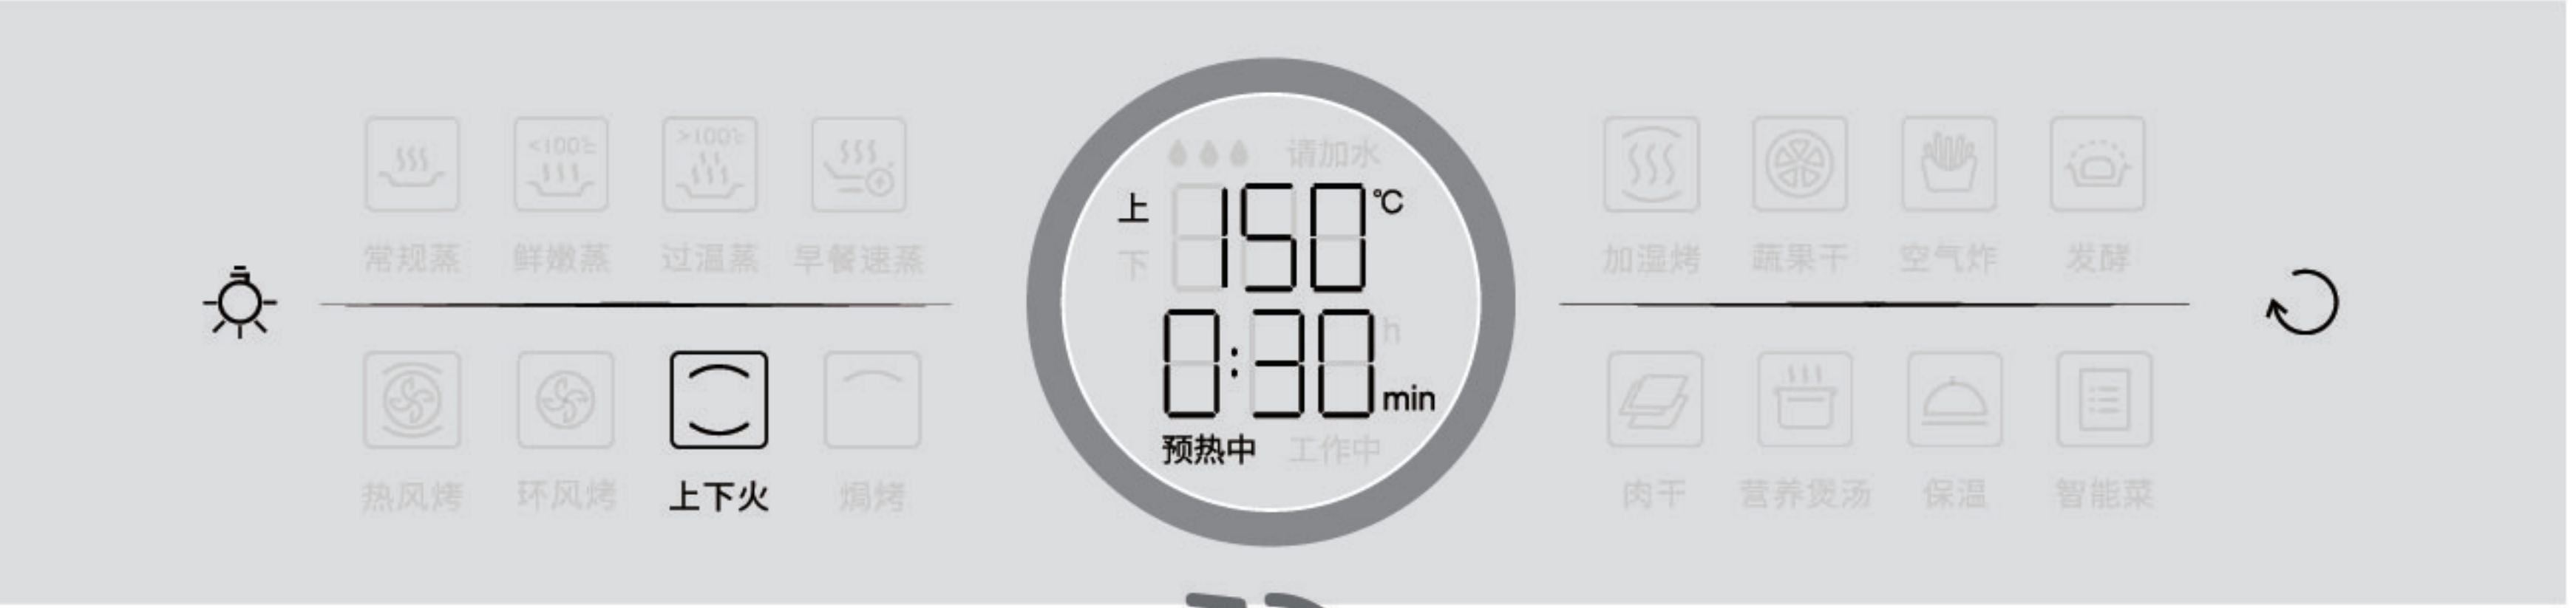 <100℃
>100℃
常规蒸
鲜嫩蒸
过温蒸
早餐速蒸
热风烤
环风烤
上下火
焗烤
请加水
上
150℃
下
h
0:30min
预热中
工作中
加湿烤
蔬果干
空气炸
发酵
肉干
营养煲汤
保温
智能菜